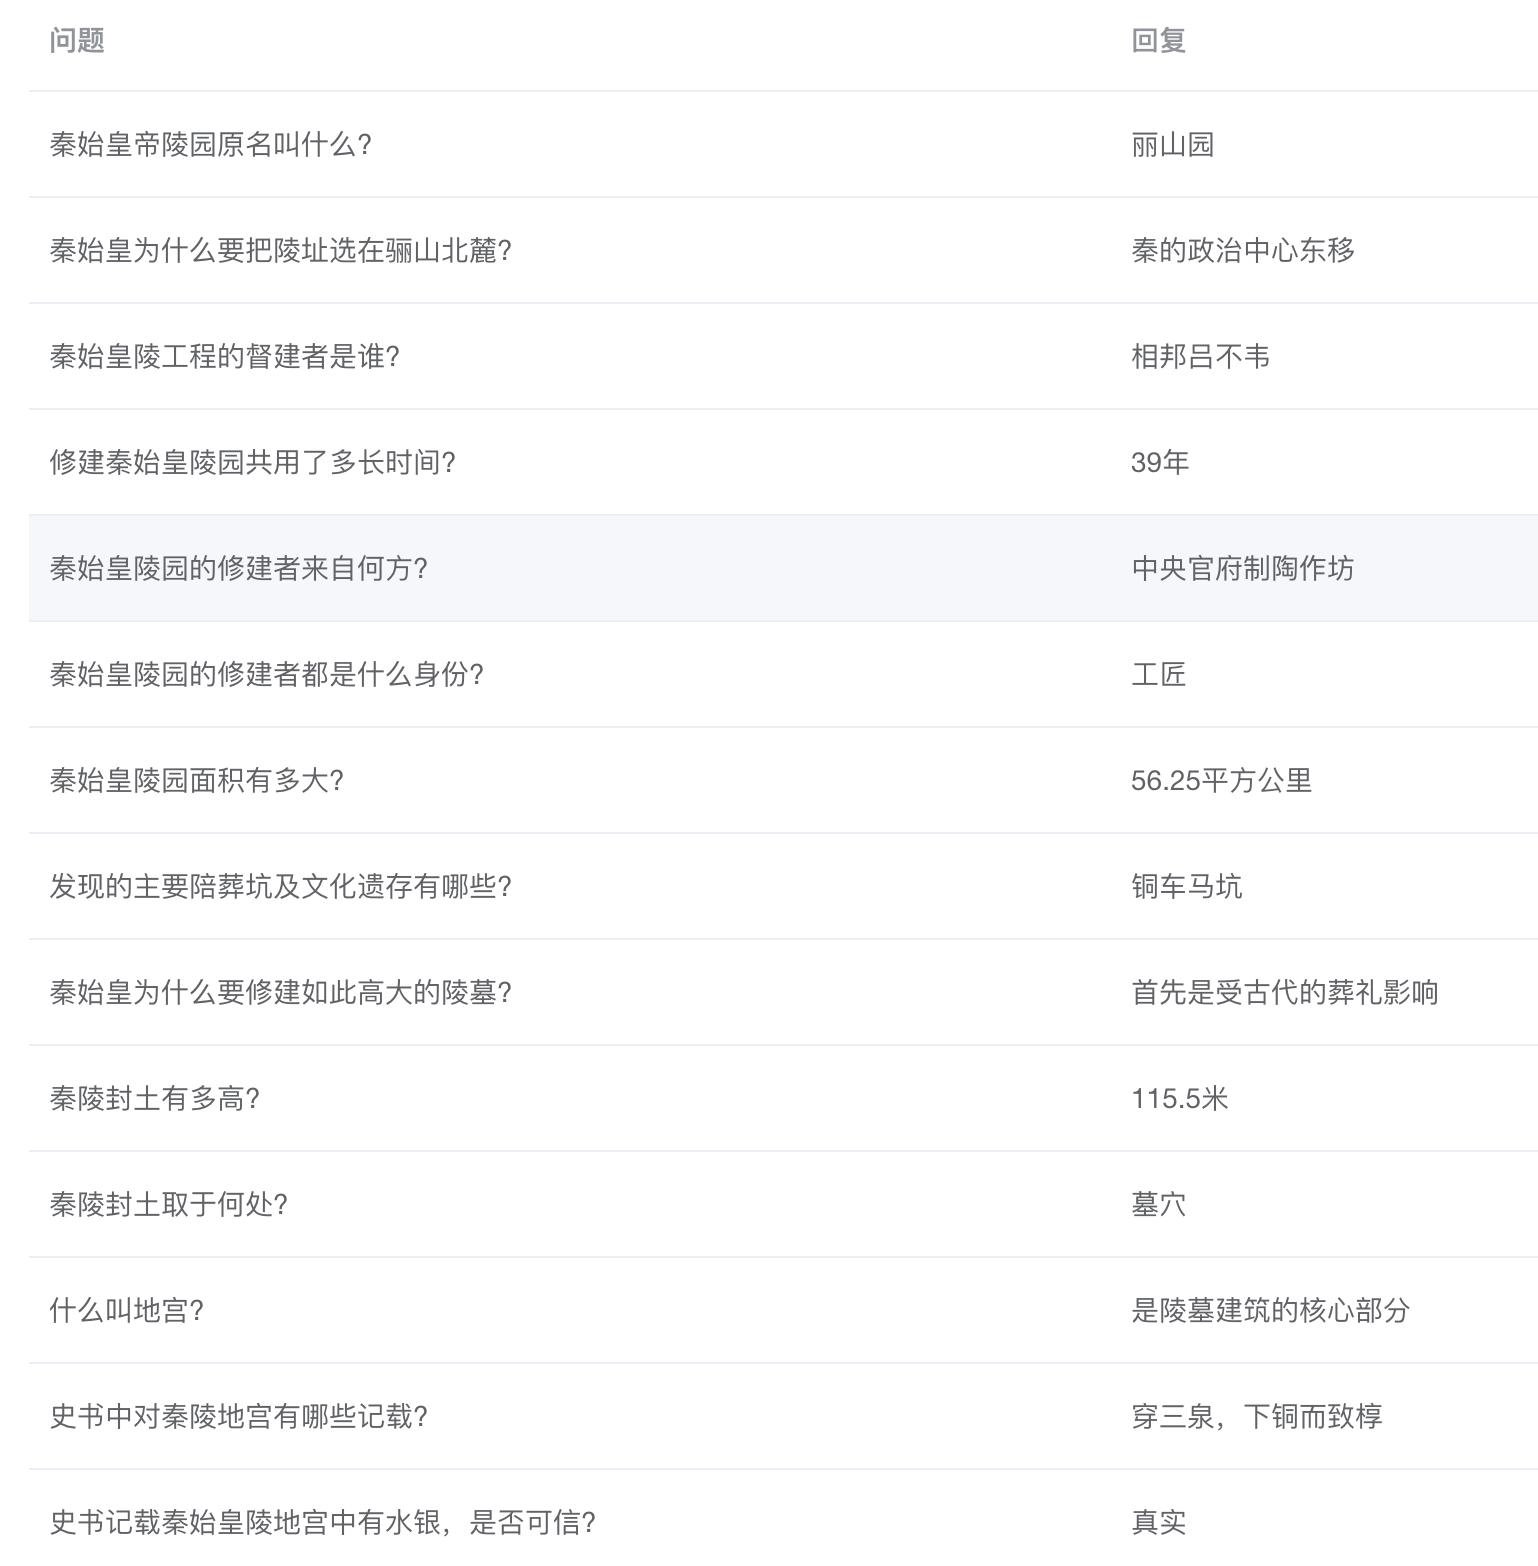 问题 回复
秦始皇帝陵园原名叫什么? 丽山园
秦始皇为什么要把陵址选在骊山北麓? 秦的政治中心东移
秦始皇陵工程的督建者是谁? 相邦吕不韦
修建秦始皇陵园共用了多长时间? 39年
秦始皇陵园的修建者来自何方? 中央官府制陶作坊
秦始皇陵园的修建者都是什么身份? 工匠
秦始皇陵园面积有多大? 56.25平方公里
发现的主要陪葬坑及文化遗存有哪些? 铜车马坑
秦始皇为什么要修建如此高大的陵墓? 首先是受古代的葬礼影响
秦陵封土有多高? 115.5米
秦陵封土取于何处? 墓穴
什么叫地宫? 是陵墓建筑的核心部分
史书中对秦陵地宫有哪些记载? 穿三泉，下铜而致椁
史书记载秦始皇陵地宫中有水银，是否可信? 真实